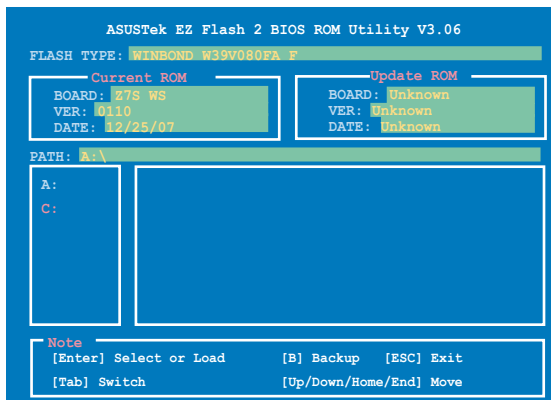 ASUSTek EZ Flash 2 BIOS ROM Utility V3.06
FLASH TYPE: WINBOND W39V080FA F
Current ROM
BOARD: Z7S WS
VER: 0110
DATE: 12/25/07
Update ROM
BOARD: Unknown
VER: Unknown
DATE: Unknown
PATH: A:\
A:
C:
Note
[Enter] Select or Load [B] Backup [ESC] Exit
[Tab] Switch [Up/Down/Home/End] Move